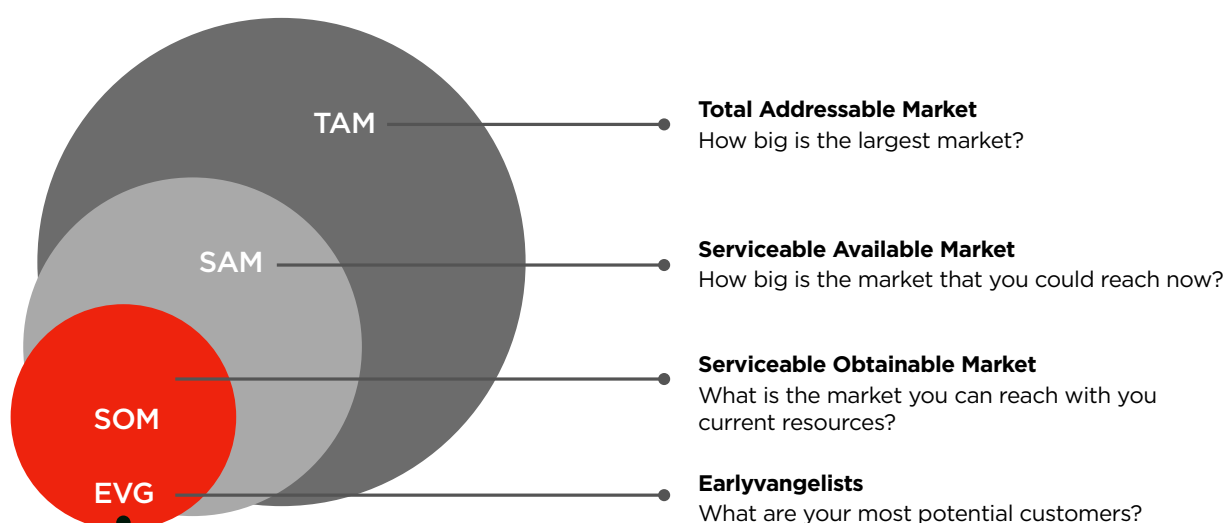 TAM
Total Addressable Market
How big is the largest market?
SAM
Serviceable Available Market
How big is the market that you could reach now?
Serviceable Obtainable Market
What is the market you can reach with you
current resources?
SOM
EVG
Earlyvangelists
What are your most potential customers?